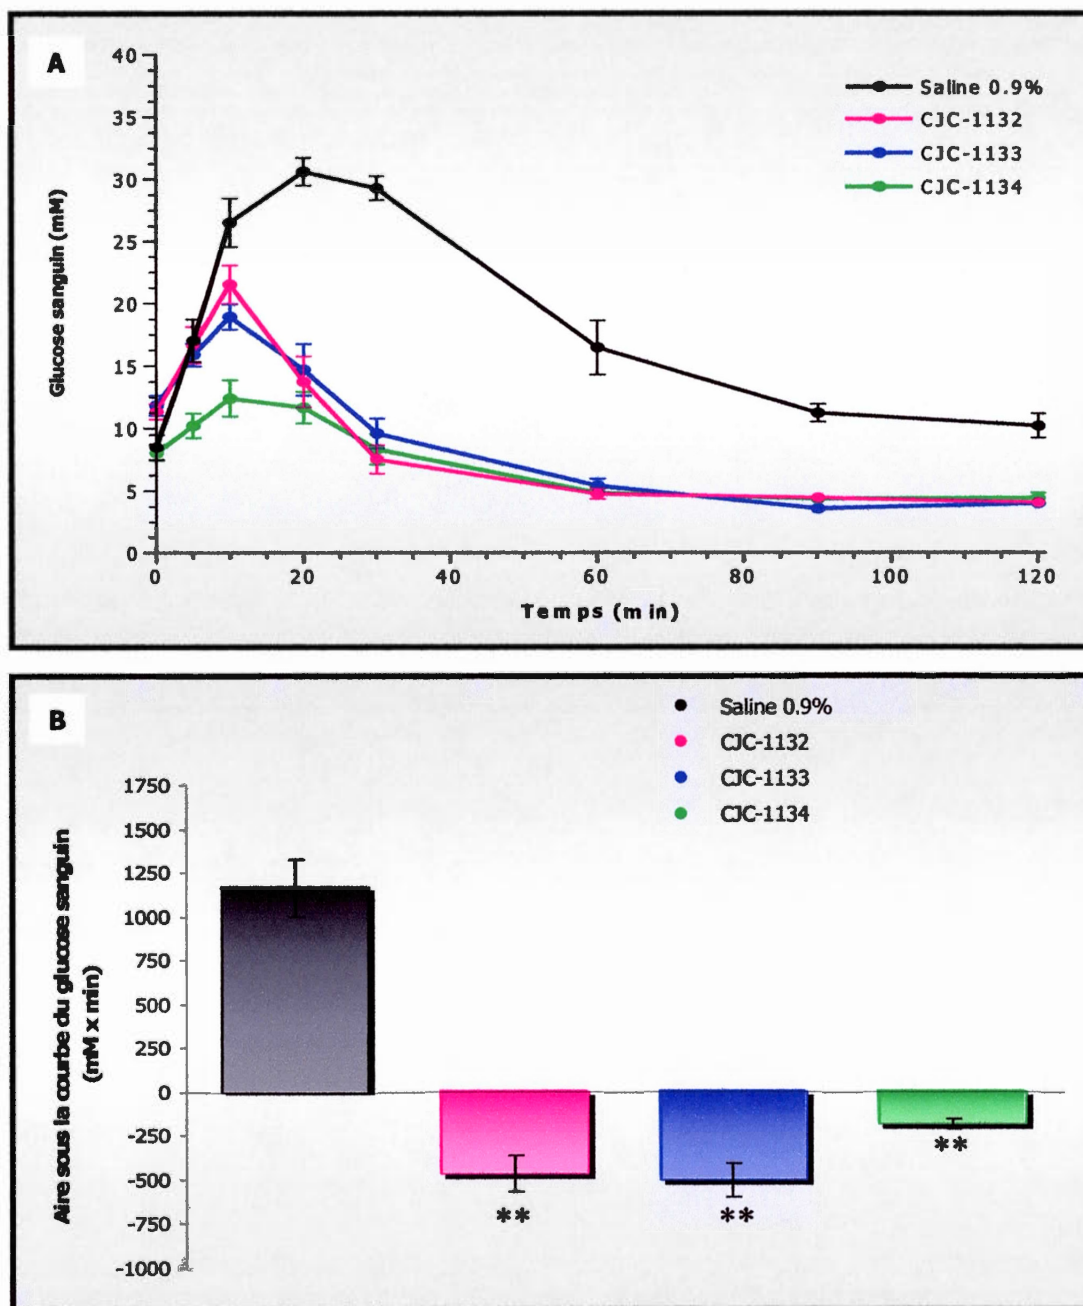 A
40
35
30
25
20
15
10
5
0
Glucose sanguin (mM)
Saline 0.9%
CJC-1132
CJC-1133
CJC-1134
0 20 40 60 80 100 120
Temps (min)
B
Saline 0.9%
CJC-1132
CJC-1133
CJC-1134
1750
1500
1250
1000
750
500
250
0
-250
-500
-750
-1000
Aire sous la courbe du glucose sanguin
(mM x min)
**
**
**